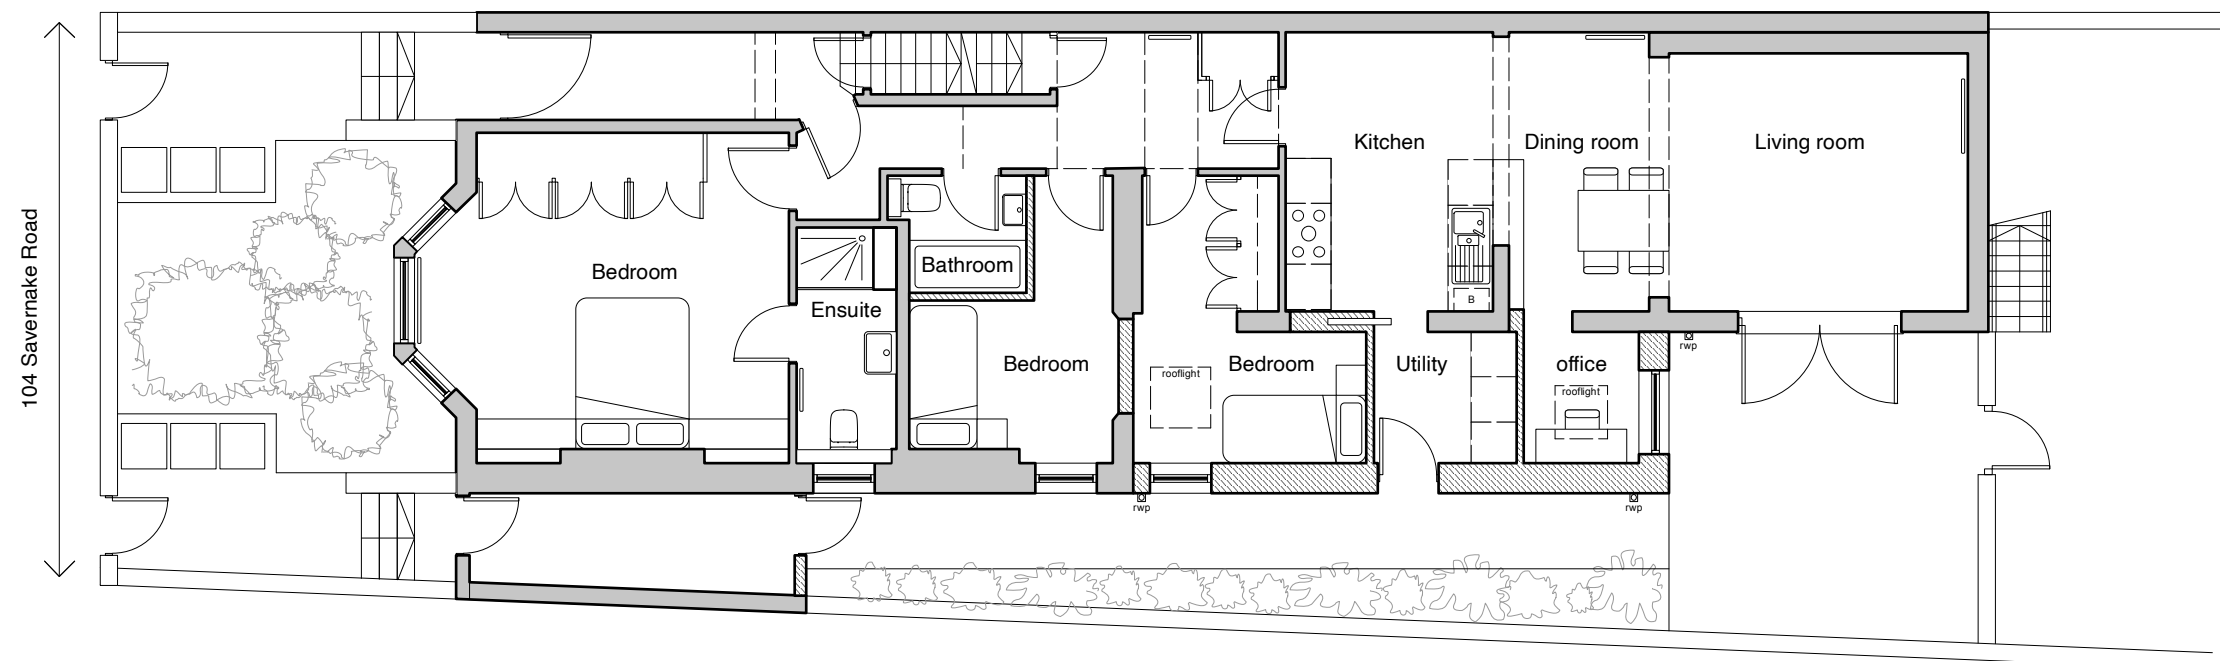 104 Savernake Road
Kitchen
Dining room
Living room
Bedroom
Bathroom
Ensuite
B
Bedroom
rooflight
Bedroom
Utility
office
rooflight
rwp
rwp
rwp